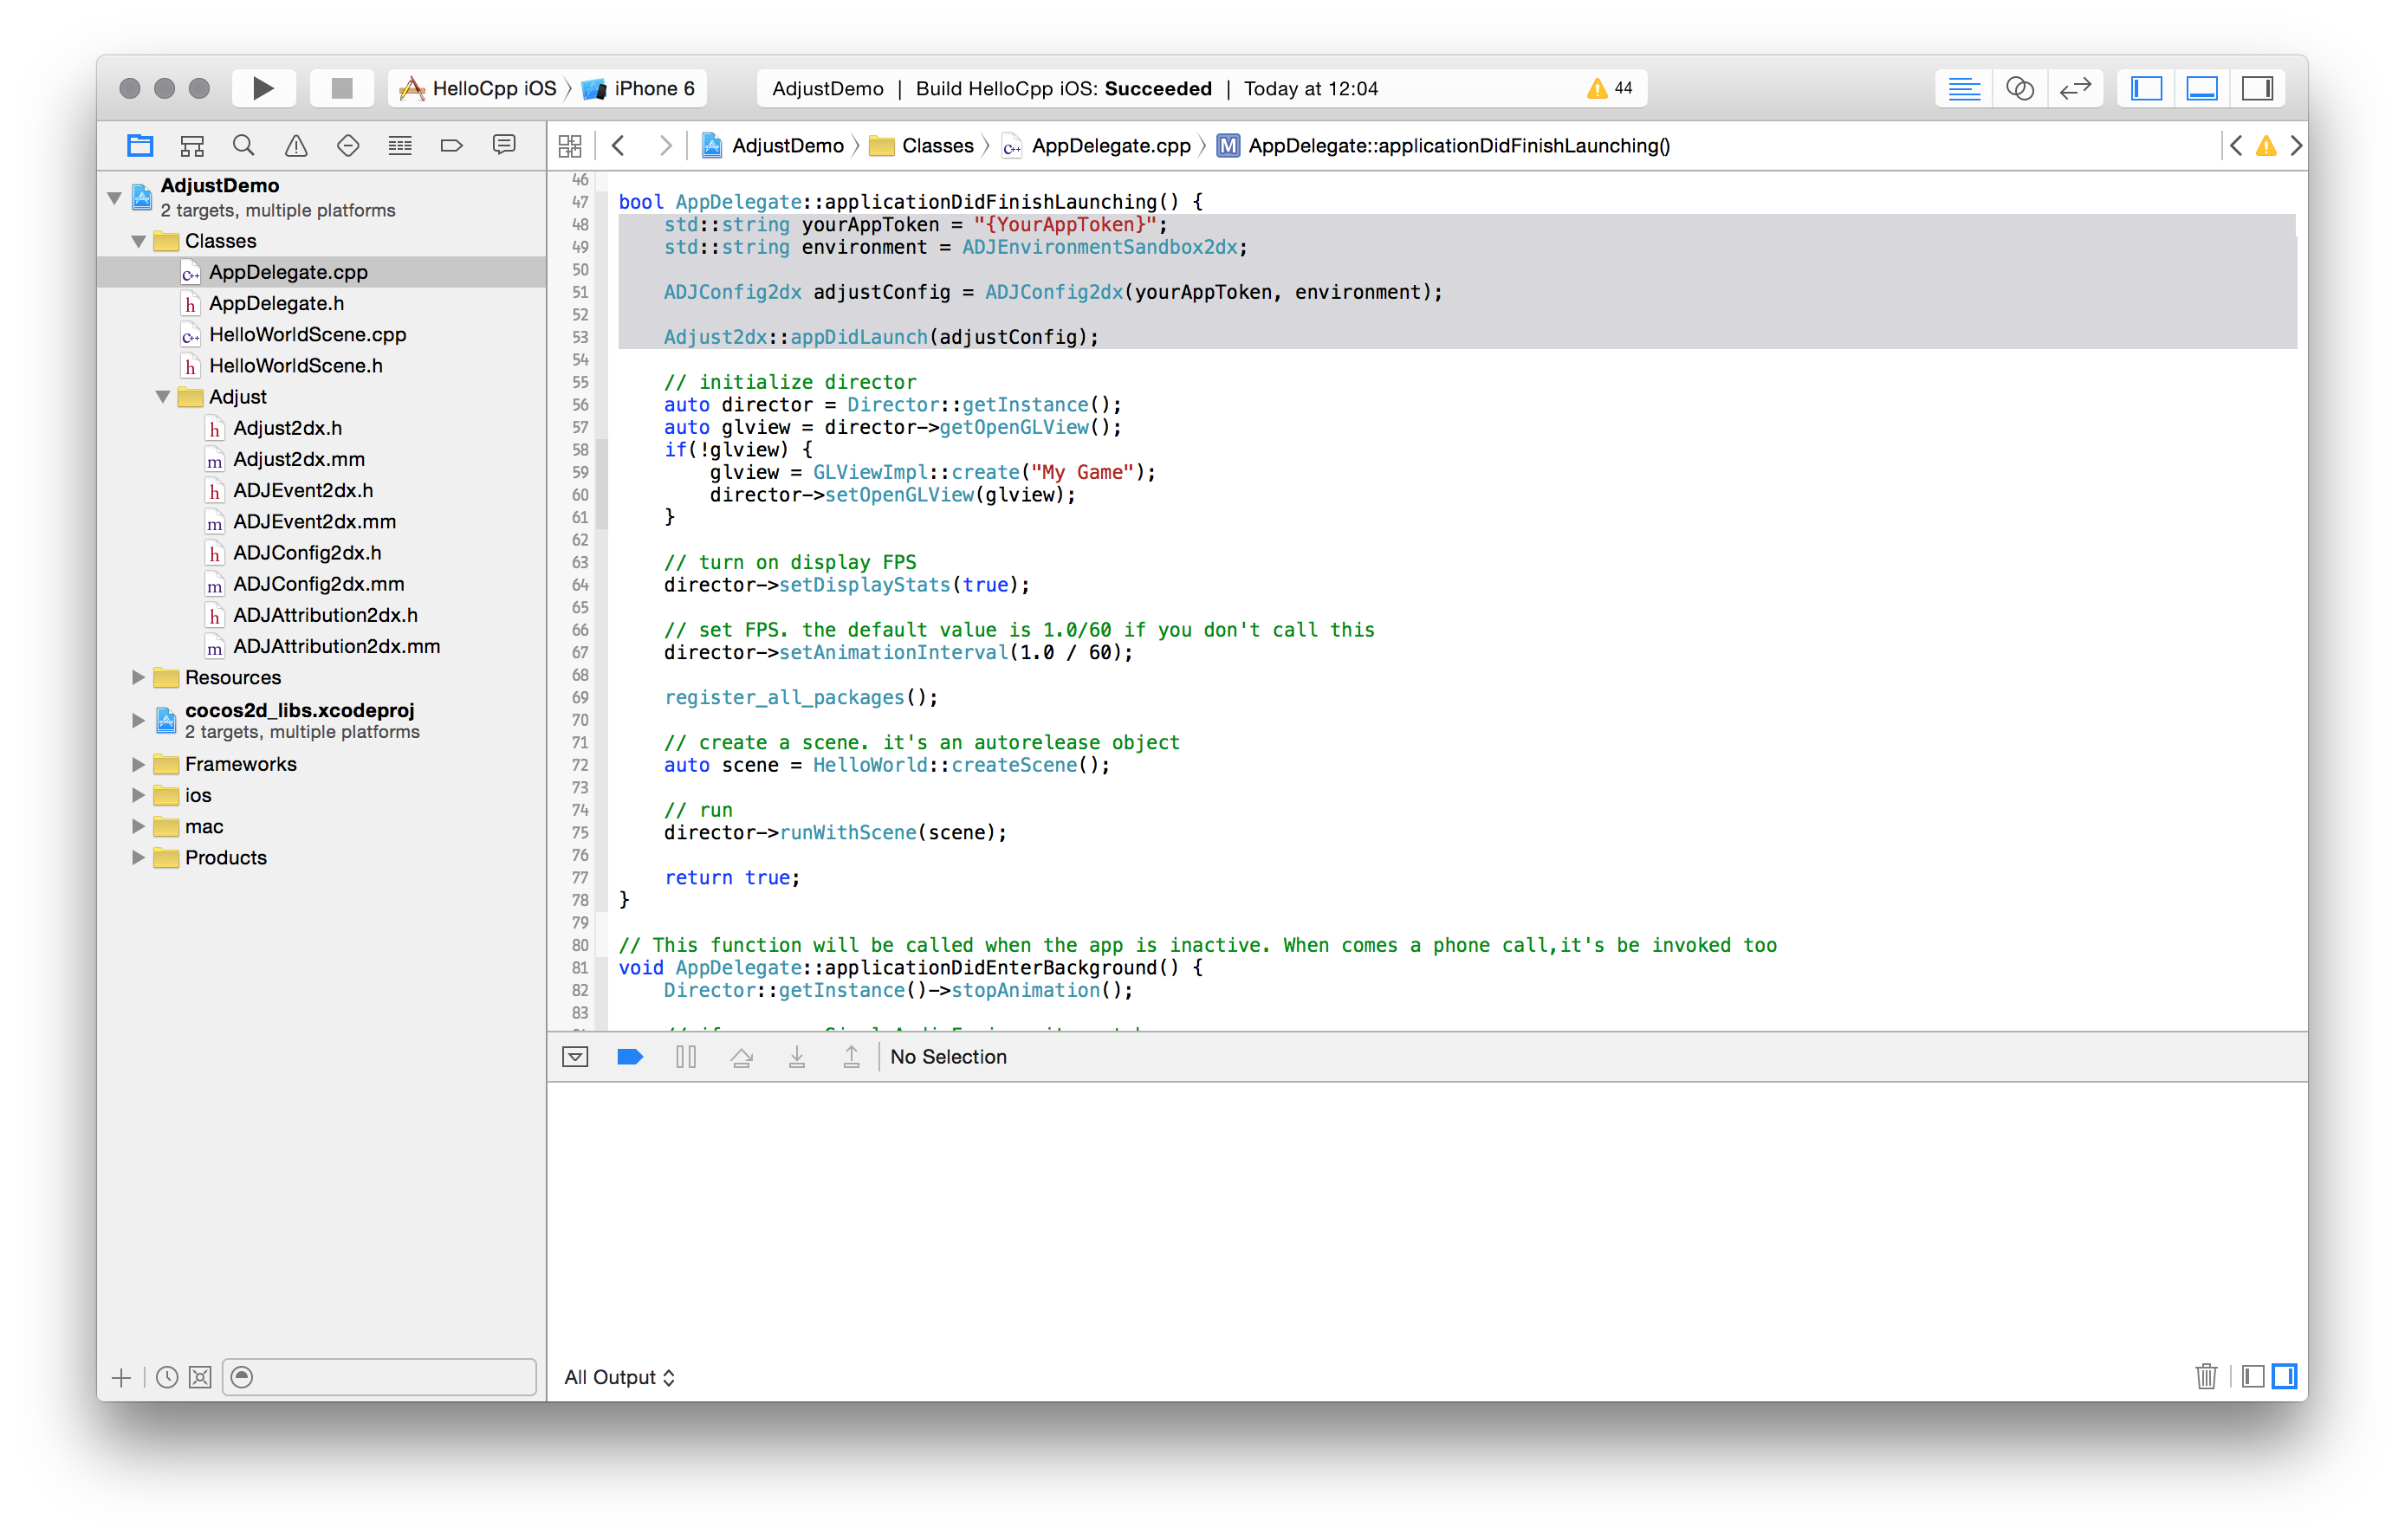 HelloCpp iOS iPhone 6 AdjustDemo | Build HelloCpp iOS: Succeeded | Today at 12:04 44
AdjustDemo Classes AppDelegate.cpp M AppDelegate::applicationDidFinishLaunching()
AdjustDemo
2 targets, multiple platforms
Classes
AppDelegate.cpp
AppDelegate.h
HelloWorldScene.cpp
HelloWorldScene.h
Adjust
Adjust2dx.h
Adjust2dx.mm
ADJEvent2dx.h
ADJEvent2dx.mm
ADJConfig2dx.h
ADJConfig2dx.mm
ADJAttribution2dx.h
ADJAttribution2dx.mm
Resources
cocos2d_libs.xcodeproj
2 targets, multiple platforms
Frameworks
ios
mac
Products
46
47 bool AppDelegate::applicationDidFinishLaunching() {
48 std::string yourAppToken = "{YourAppToken}";
49 std::string environment = ADJEnvironmentSandbox2dx;
50
51 ADJConfig2dx adjustConfig = ADJConfig2dx(yourAppToken, environment);
52
53 Adjust2dx::appDidLaunch(adjustConfig);
54
55 // initialize director
56 auto director = Director::getInstance();
57 auto glview = director->getOpenGLView();
58 if(!glview) {
59 glview = GLViewImpl::create("My Game");
60 director->setOpenGLView(glview);
61 }
62
63 // turn on display FPS
64 director->setDisplayStats(true);
65
66 // set FPS. the default value is 1.0/60 if you don't call this
67 director->setAnimationInterval(1.0 / 60);
68
69 register_all_packages();
70
71 // create a scene. it's an autorelease object
72 auto scene = HelloWorld::createScene();
73
74 // run
75 director->runWithScene(scene);
76
77 return true;
78 }
79
80 // This function will be called when the app is inactive. When comes a phone call,it's be invoked too
81 void AppDelegate::applicationDidEnterBackground() {
82 Director::getInstance()->stopAnimation();
83
No Selection
All Output